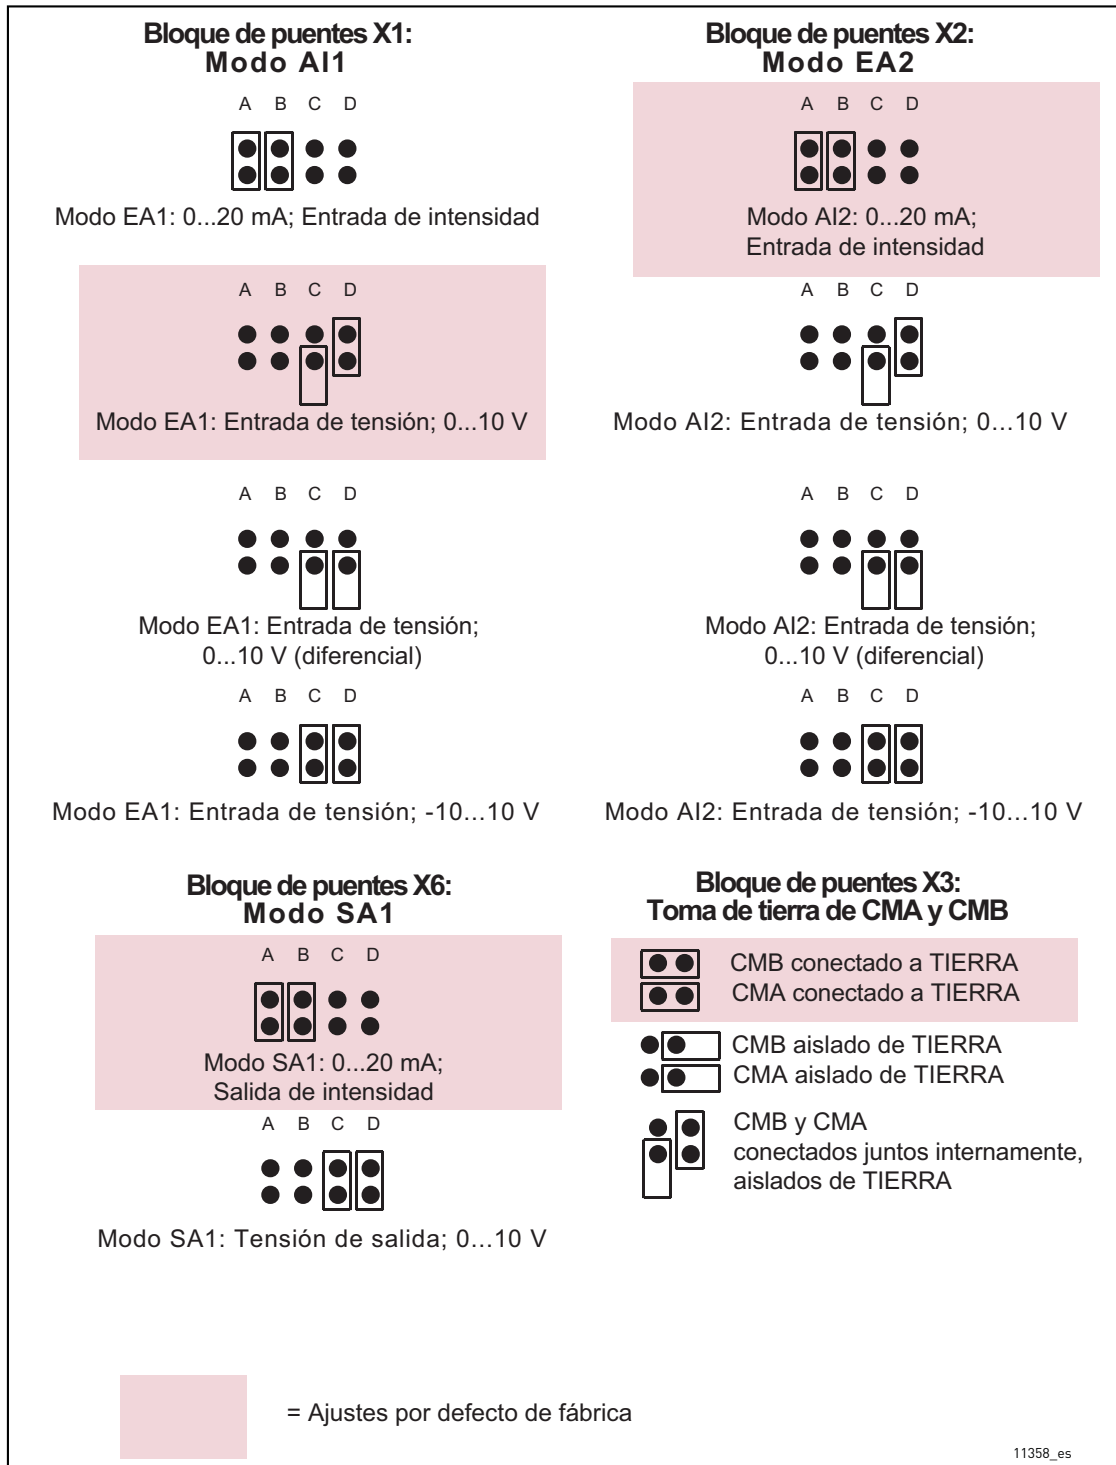 Bloque de puentes X1:
Modo AI1
A B C D
Modo EA1: 0...20 mA; Entrada de intensidad
A B C D
Modo EA1: Entrada de tensión; 0...10 V
A B C D
Modo EA1: Entrada de tensión;
0...10 V (diferencial)
A B C D
Modo EA1: Entrada de tensión; -10...10 V
Bloque de puentes X2:
Modo EA2
A B C D
Modo AI2: 0...20 mA;
Entrada de intensidad
A B C D
Modo AI2: Entrada de tensión; 0...10 V
A B C D
Modo AI2: Entrada de tensión;
0...10 V (diferencial)
A B C D
Modo AI2: Entrada de tensión; -10...10 V
Bloque de puentes X6:
Modo SA1
A B C D
Modo SA1: 0...20 mA;
Salida de intensidad
A B C D
Modo SA1: Tensión de salida; 0...10 V
Bloque de puentes X3:
Toma de tierra de CMA y CMB
CMB conectado a TIERRA
CMA conectado a TIERRA
CMB aislado de TIERRA
CMA aislado de TIERRA
CMB y CMA
conectados juntos internamente,
aislados de TIERRA
= Ajustes por defecto de fábrica
11358_es